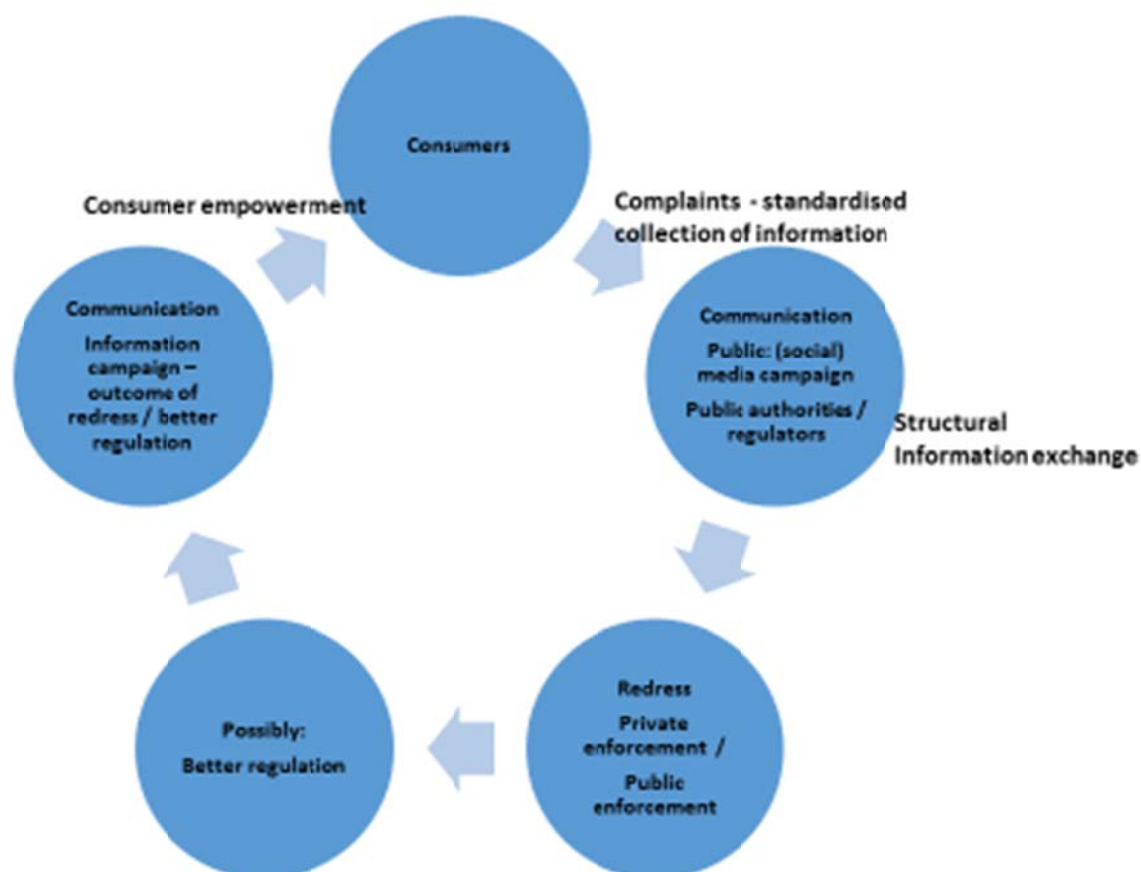 Consumers
Complaints - standardised
collection of information
Communication
Public: (social)
media campaign
Public authorities /
regulators
Structural
Information exchange
Redress
Private
enforcement /
Public
enforcement
Possibly:
Better regulation
Communication
Information
campaign –
outcome of
redress / better
regulation
Consumer empowerment